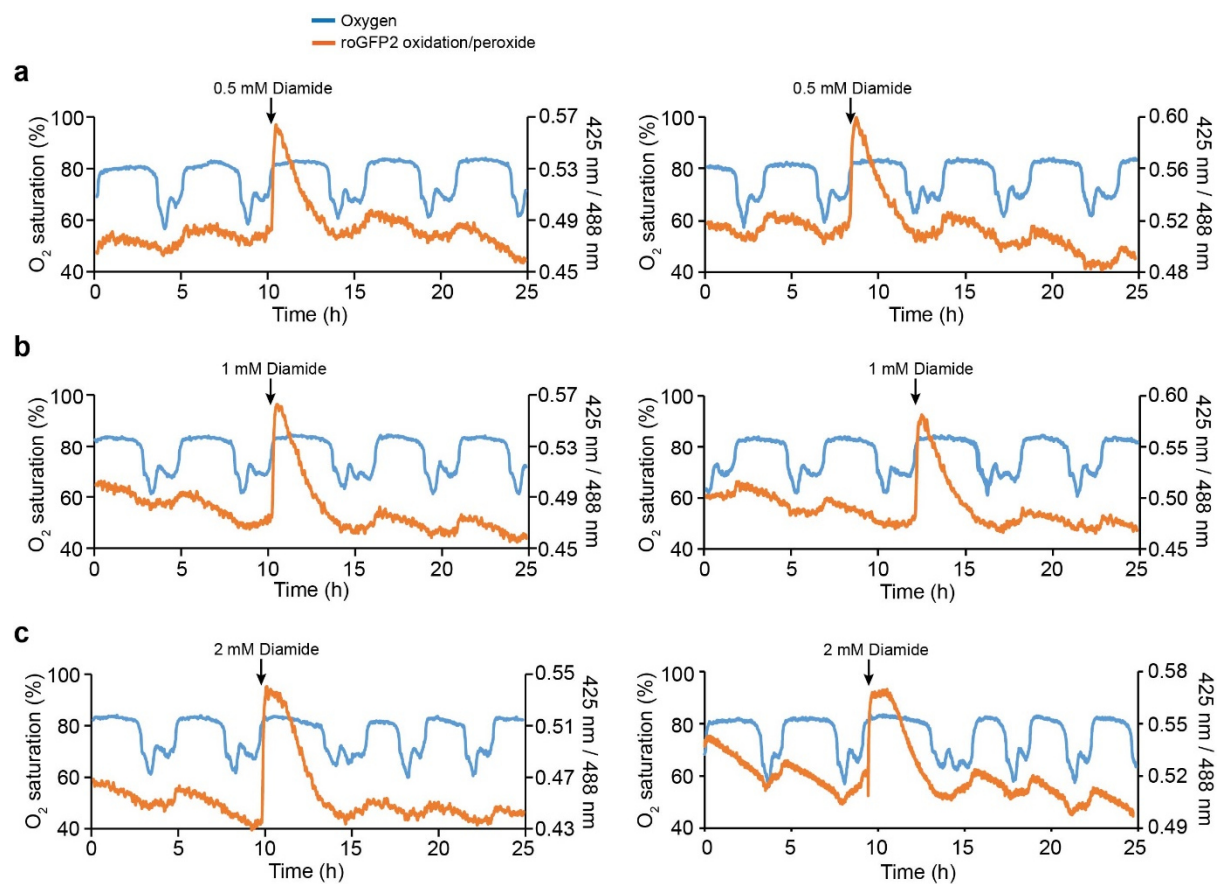 Oxygen
roGFP2 oxidation/peroxide
a
0.5 mM Diamide
O2 saturation (%)
100
80
60
40
0.57
0.53
0.49
0.45
425 nm / 488 nm
0 5 10 15 20 25
Time (h)
0.5 mM Diamide
O2 saturation (%)
100
80
60
40
0.60
0.56
0.52
0.48
425 nm / 488 nm
0 5 10 15 20 25
Time (h)
b
1 mM Diamide
O2 saturation (%)
100
80
60
40
0.57
0.53
0.49
0.45
425 nm / 488 nm
0 5 10 15 20 25
Time (h)
1 mM Diamide
O2 saturation (%)
100
80
60
40
0.60
0.55
0.50
0.45
425 nm / 488 nm
0 5 10 15 20 25
Time (h)
c
2 mM Diamide
O2 saturation (%)
100
80
60
40
0.55
0.51
0.47
0.43
425 nm / 488 nm
0 5 10 15 20 25
Time (h)
2 mM Diamide
O2 saturation (%)
100
80
60
40
0.58
0.55
0.52
0.49
425 nm / 488 nm
0 5 10 15 20 25
Time (h)